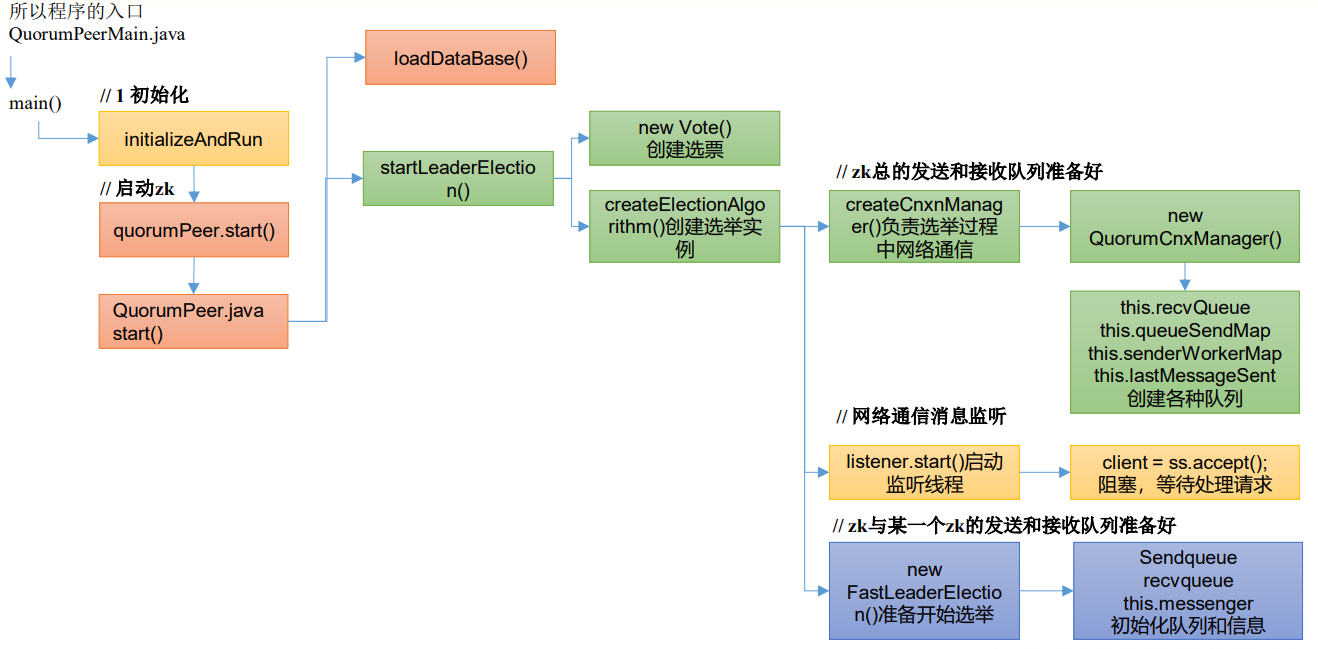 所以程序的入口
QuorumPeerMain.java
main()
// 1 初始化
initializeAndRun
// 启动zk
quorumPeer.start()
QuorumPeer.java
start()
loadDataBase()
startLeaderElectio
n()
new Vote()
创建选票
createElectionAlgo
rithm()创建选举实
例
// zk总的发送和接收队列准备好
createCnxnManag
er()负责选举过程
中网络通信
new
QuorumCnxManager()
this.recvQueue
this.queueSendMap
this.senderWorkerMap
this.lastMessageSent
创建各种队列
// 网络通信消息监听
listener.start()启动
监听线程
client = ss.accept();
阻塞，等待处理请求
// zk与某一个zk的发送和接收队列准备好
new
FastLeaderElectio
n()准备开始选举
Sendqueue
recvqueue
this.messenger
初始化队列和信息